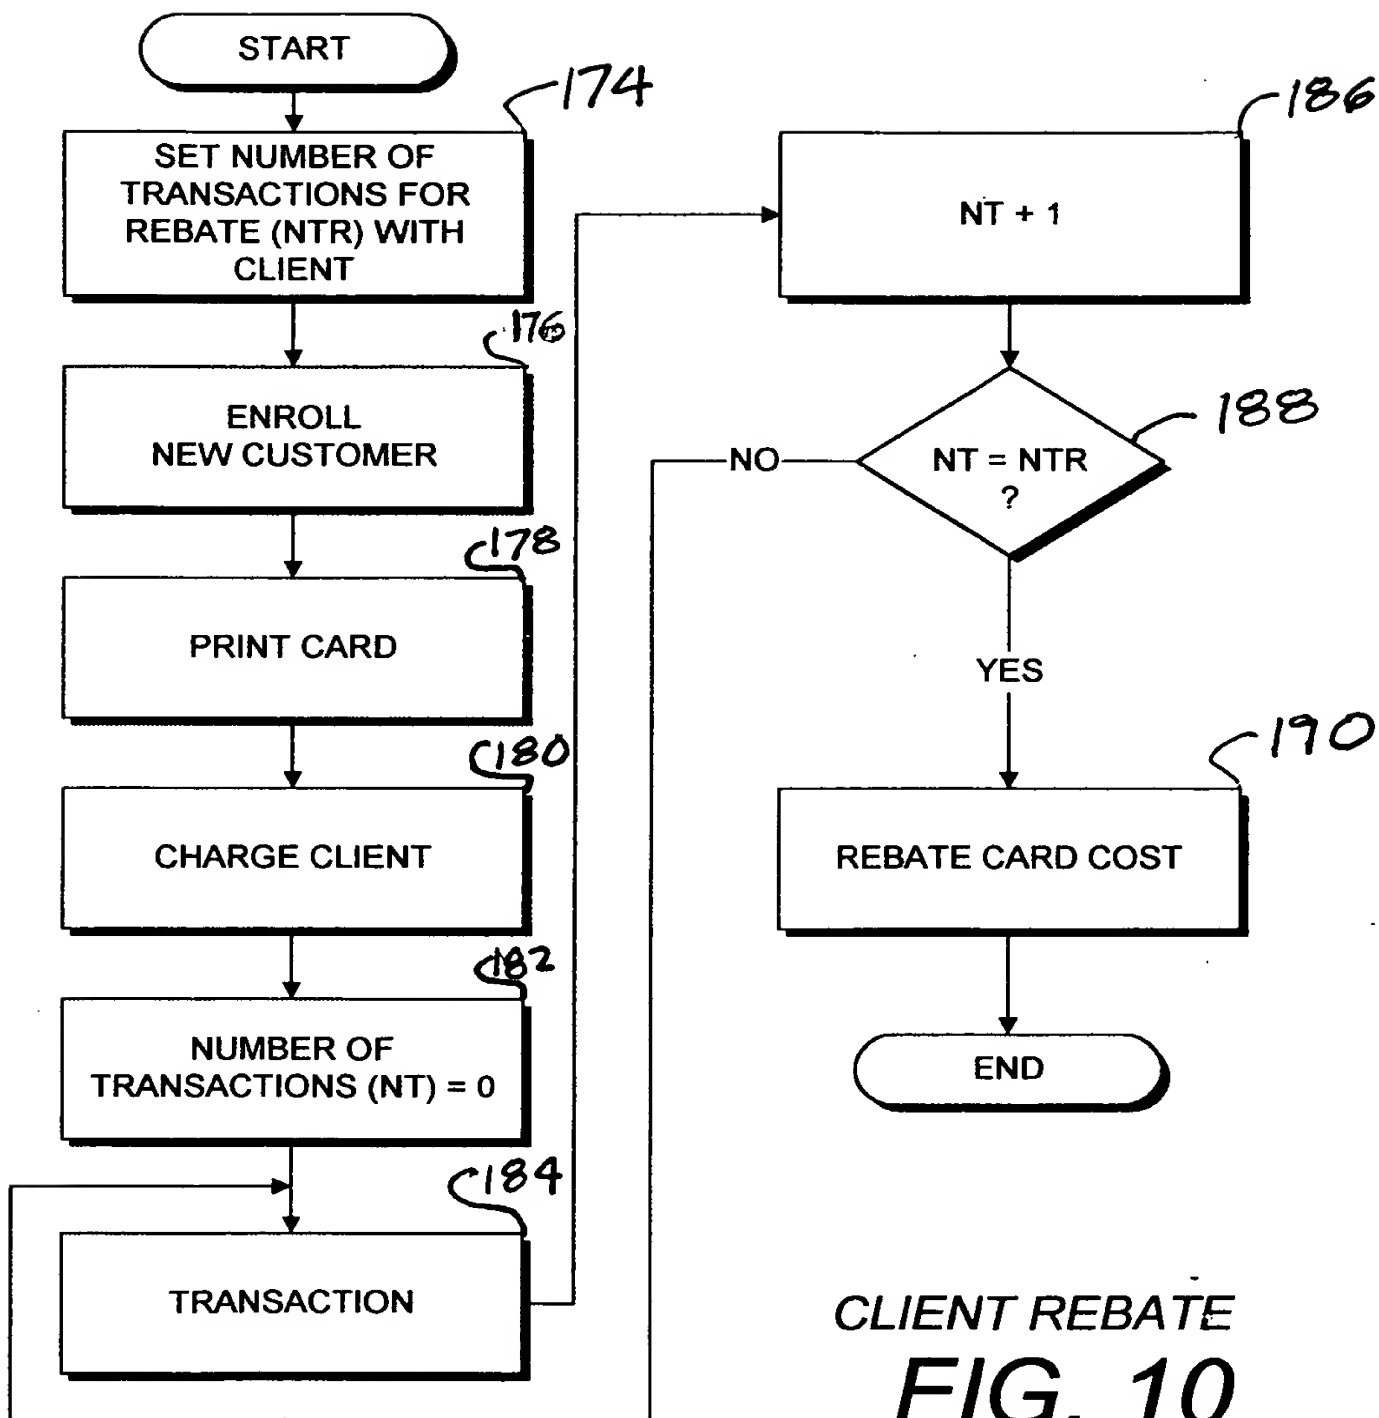 START
174
SET NUMBER OF
TRANSACTIONS FOR
REBATE (NTR) WITH
CLIENT
176
ENROLL
NEW CUSTOMER
178
PRINT CARD
180
CHARGE CLIENT
182
NUMBER OF
TRANSACTIONS (NT) = 0
184
TRANSACTION
186
NT + 1
188
NT = NTR
?
NO
YES
190
REBATE CARD COST
END
CLIENT REBATE
FIG. 10